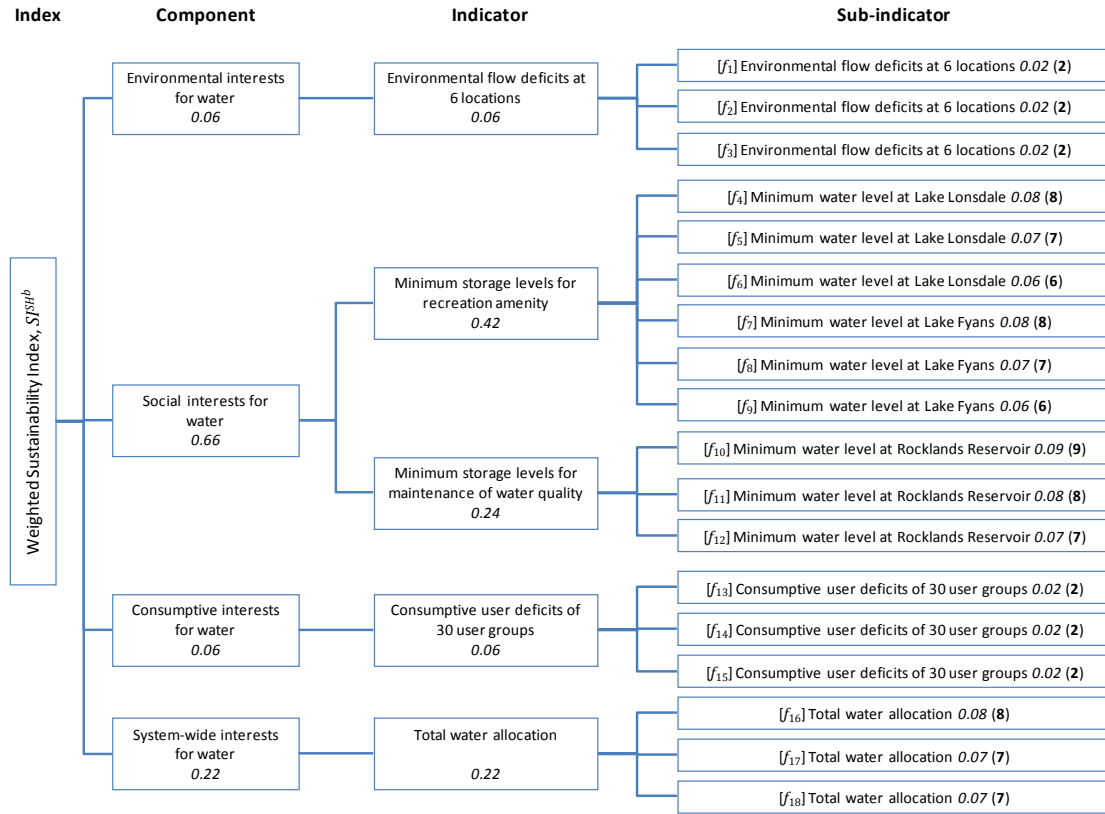 Index
Component
Indicator
Sub-indicator
Weighted Sustainability Index, SI^SHb
Environmental interests
for water
0.06
Environmental flow deficits at
6 locations
0.06
[f1] Environmental flow deficits at 6 locations 0.02 (2)
[f2] Environmental flow deficits at 6 locations 0.02 (2)
[f3] Environmental flow deficits at 6 locations 0.02 (2)
Social interests for
water
0.66
Minimum storage levels for
recreation amenity
0.42
[f4] Minimum water level at Lake Lonsdale 0.08 (8)
[f5] Minimum water level at Lake Lonsdale 0.07 (7)
[f6] Minimum water level at Lake Lonsdale 0.06 (6)
[f7] Minimum water level at Lake Fyans 0.08 (8)
[f8] Minimum water level at Lake Fyans 0.07 (7)
[f9] Minimum water level at Lake Fyans 0.06 (6)
Minimum storage levels for
maintenance of water quality
0.24
[f10] Minimum water level at Rocklands Reservoir 0.09 (9)
[f11] Minimum water level at Rocklands Reservoir 0.08 (8)
[f12] Minimum water level at Rocklands Reservoir 0.07 (7)
Consumptive interests
for water
0.06
Consumptive user deficits of
30 user groups
0.06
[f13] Consumptive user deficits of 30 user groups 0.02 (2)
[f14] Consumptive user deficits of 30 user groups 0.02 (2)
[f15] Consumptive user deficits of 30 user groups 0.02 (2)
System-wide interests
for water
0.22
Total water allocation
0.22
[f16] Total water allocation 0.08 (8)
[f17] Total water allocation 0.07 (7)
[f18] Total water allocation 0.07 (7)